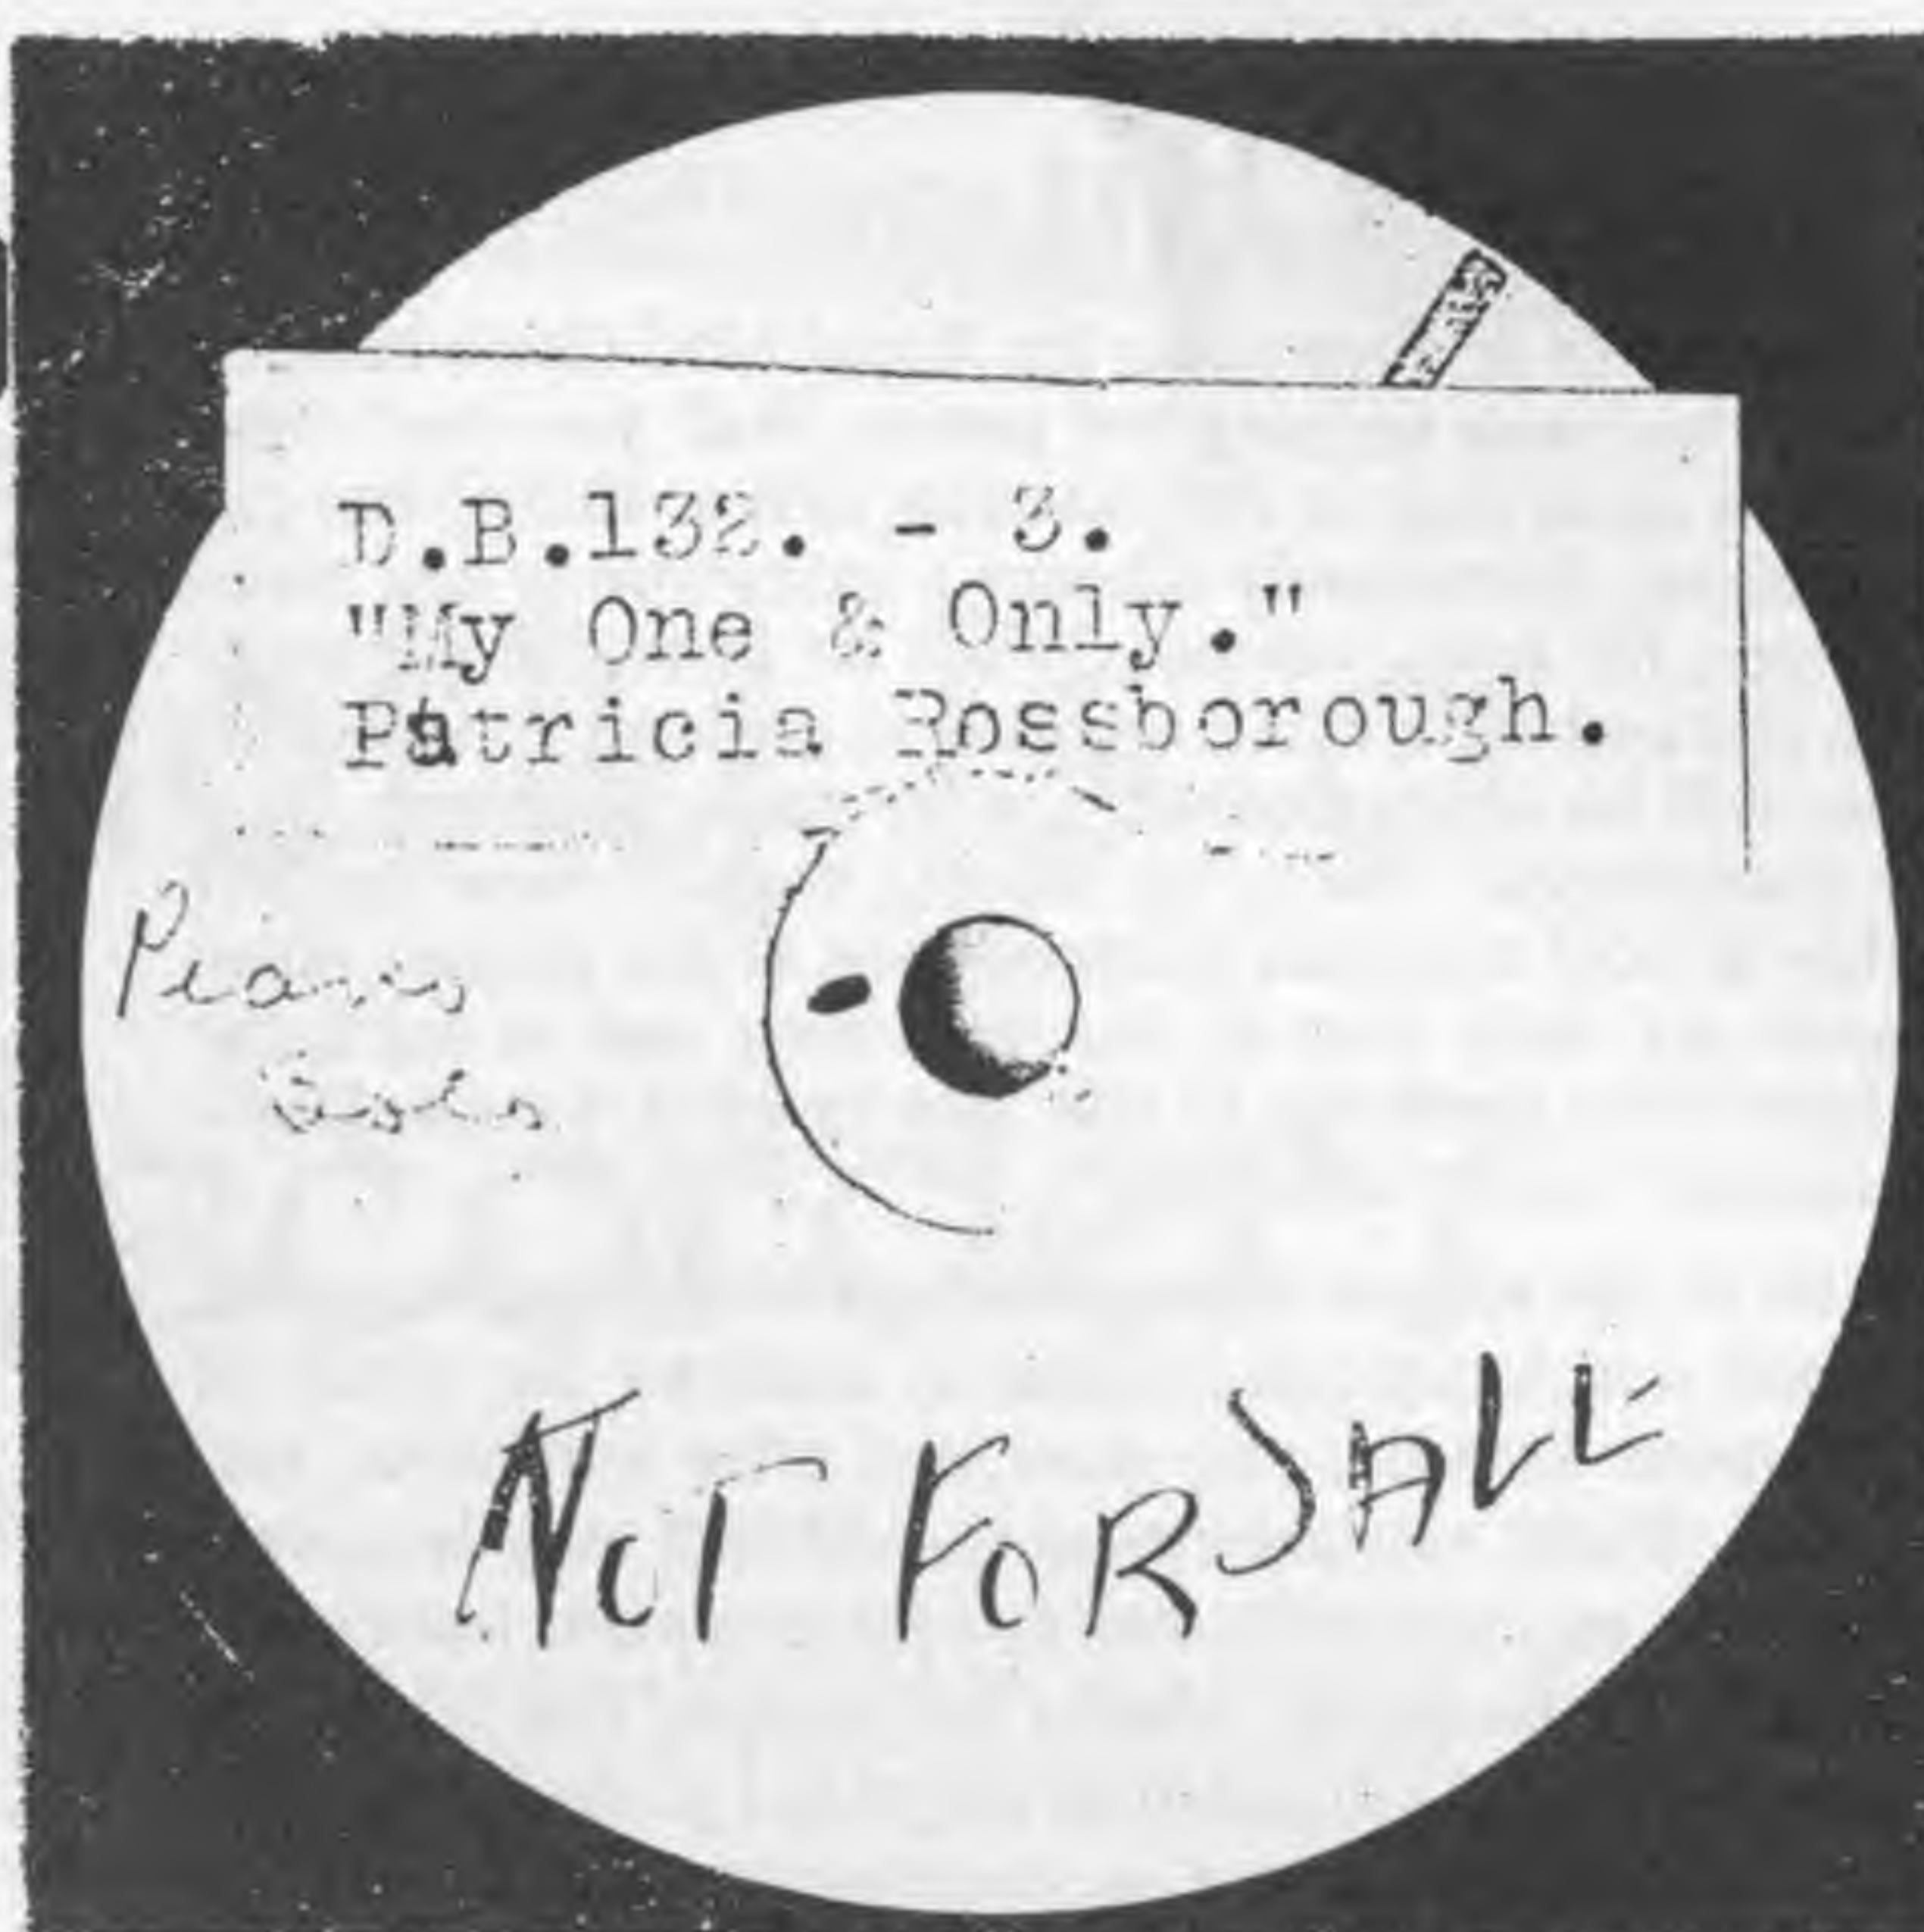 D.B.132. - 3.
"My One & Only."
Patricia Rossborough.
Piano
Solo
NOT FOR SALE